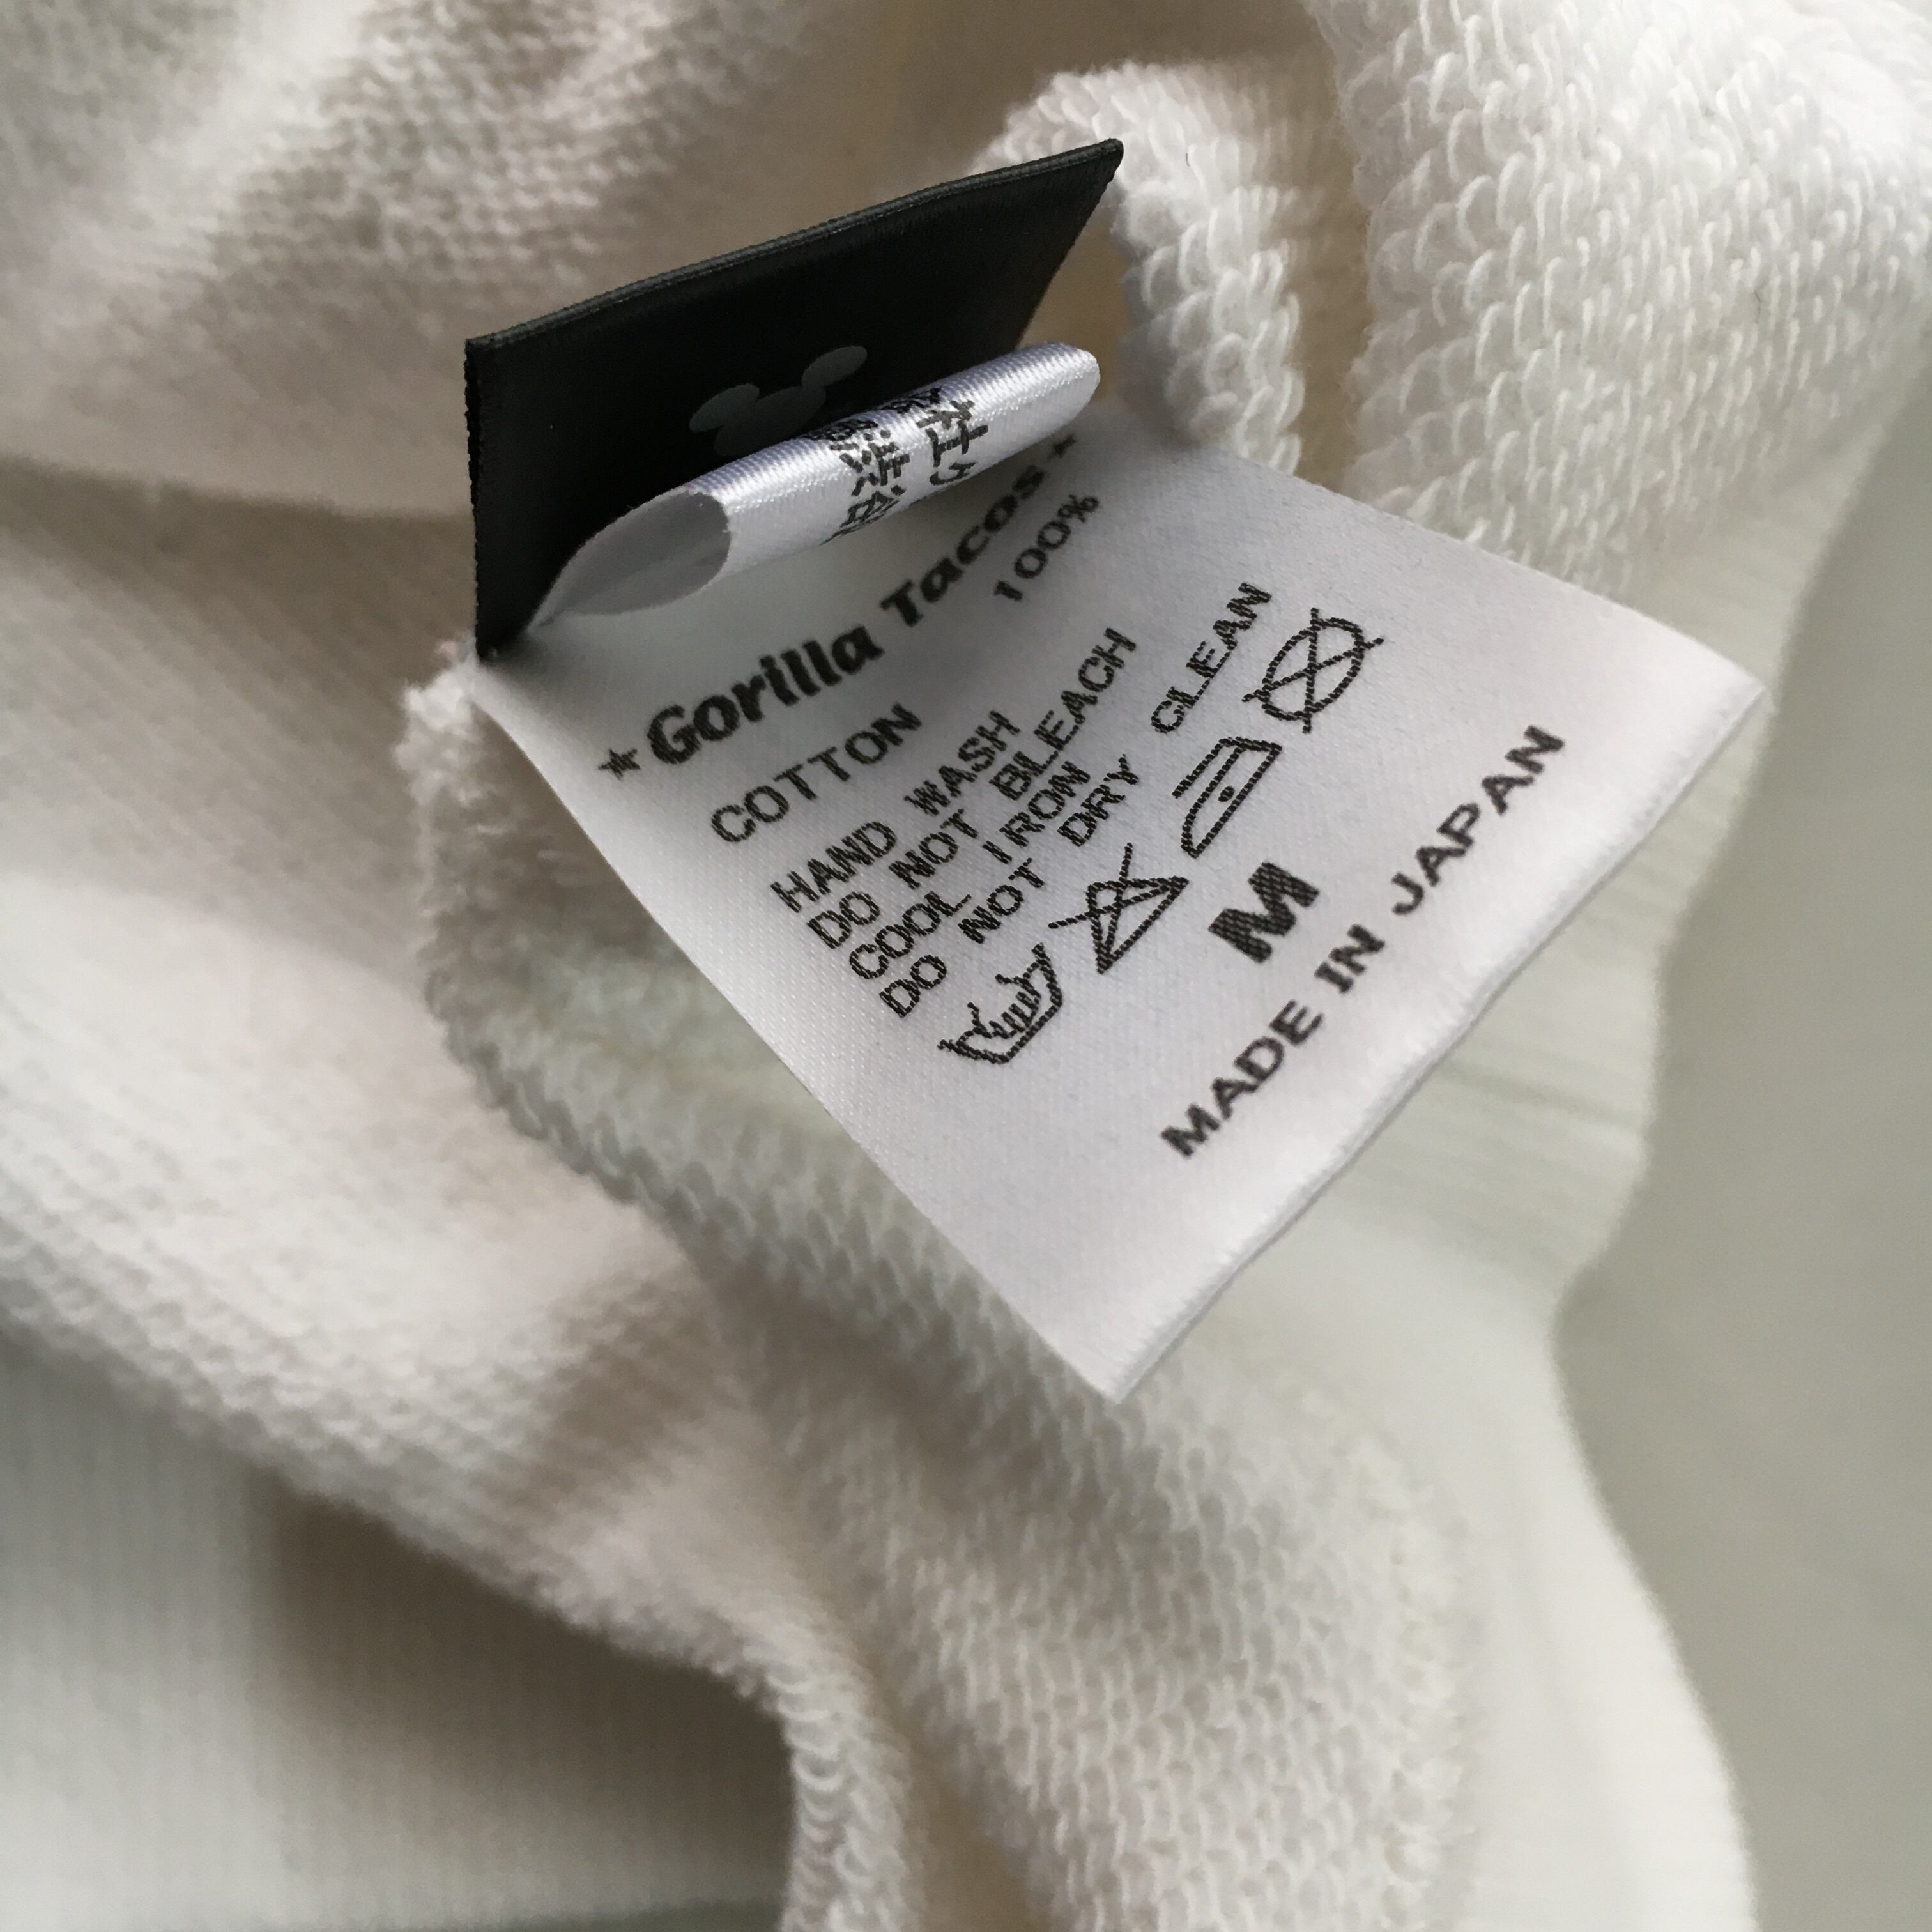 ★Gorilla Tacos★
COTTON 100%
HAND WASH
DO NOT BLEACH
COOL IRON
DO NOT DRY CLEAN
M
MADE IN JAPAN